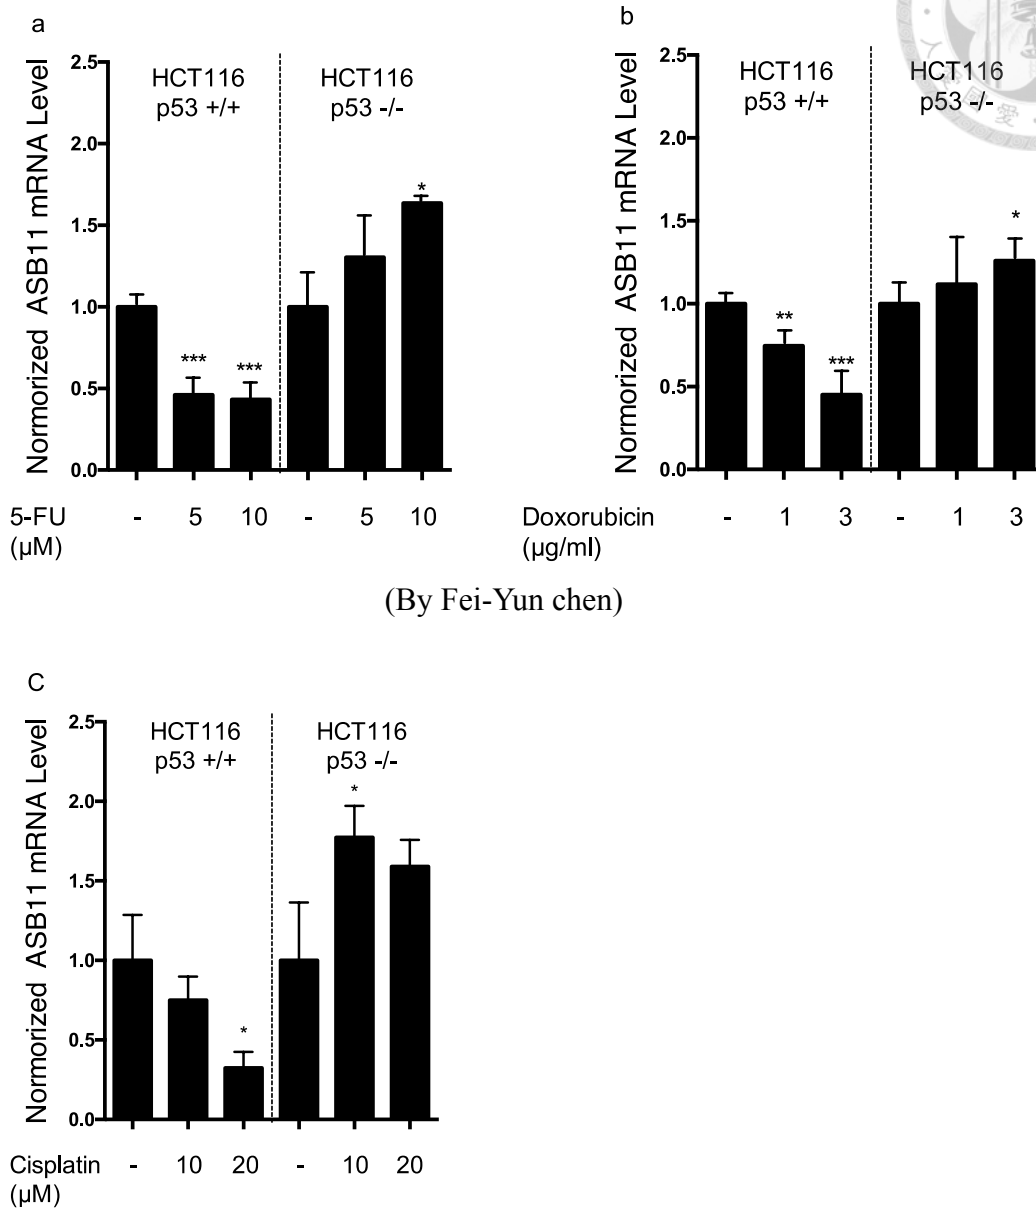 a
Normorized ASB11 mRNA Level
2.5
2.0
1.5
1.0
0.5
0.0
HCT116
p53 +/+
HCT116
p53 -/-
*** *** *
5-FU - 5 10 - 5 10
(µM)
b
Normorized ASB11 mRNA Level
2.5
2.0
1.5
1.0
0.5
0.0
HCT116
p53 +/+
HCT116
p53 -/-
** *** *
Doxorubicin - 1 3 - 1 3
(µg/ml)
(By Fei-Yun chen)
C
Normorized ASB11 mRNA Level
2.5
2.0
1.5
1.0
0.5
0.0
HCT116
p53 +/+
HCT116
p53 -/-
* *
Cisplatin - 10 20 - 10 20
(µM)
愛